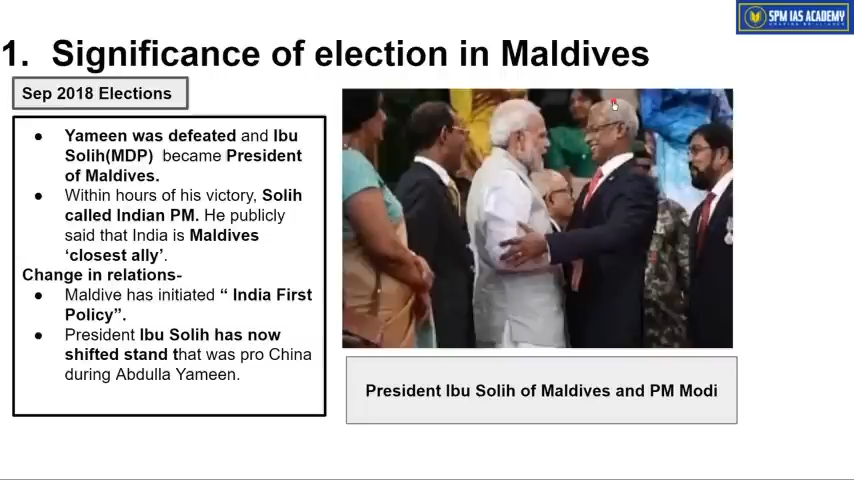 SPM IAS ACADEMY
1. Significance of election in Maldives
Sep 2018 Elections
● Yameen was defeated and Ibu
Solih(MDP) became President
of Maldives.
● Within hours of his victory, Solih
called Indian PM. He publicly
said that India is Maldives
‘closest ally’.
Change in relations-
● Maldive has initiated “ India First
Policy”.
● President Ibu Solih has now
shifted stand that was pro China
during Abdulla Yameen.
President Ibu Solih of Maldives and PM Modi